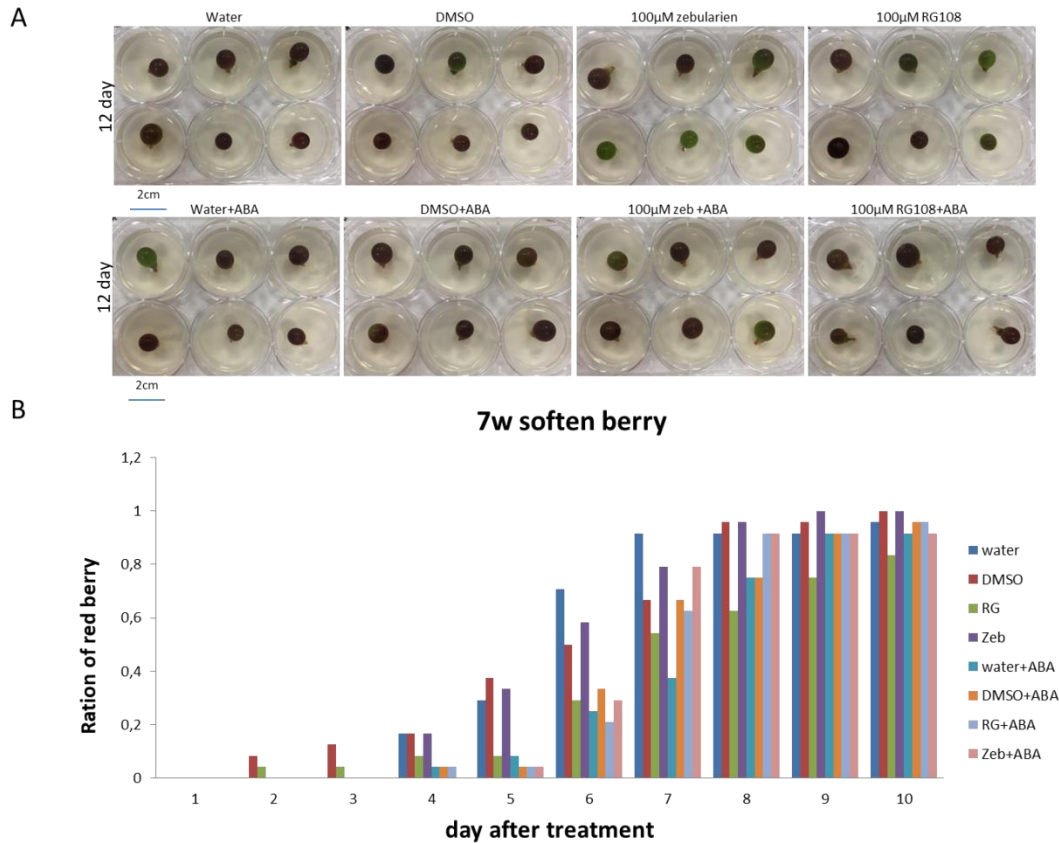 A
Water DMSO 100µM zebularien 100µM RG108
12 day
2cm
Water+ABA DMSO+ABA 100µM zeb +ABA 100µM RG108+ABA
12 day
2cm
B
7w soften berry
Ration of red berry
1,2
1
0,8
0,6
0,4
0,2
0
1 2 3 4 5 6 7 8 9 10
day after treatment
water
DMSO
RG
Zeb
water+ABA
DMSO+ABA
RG+ABA
Zeb+ABA